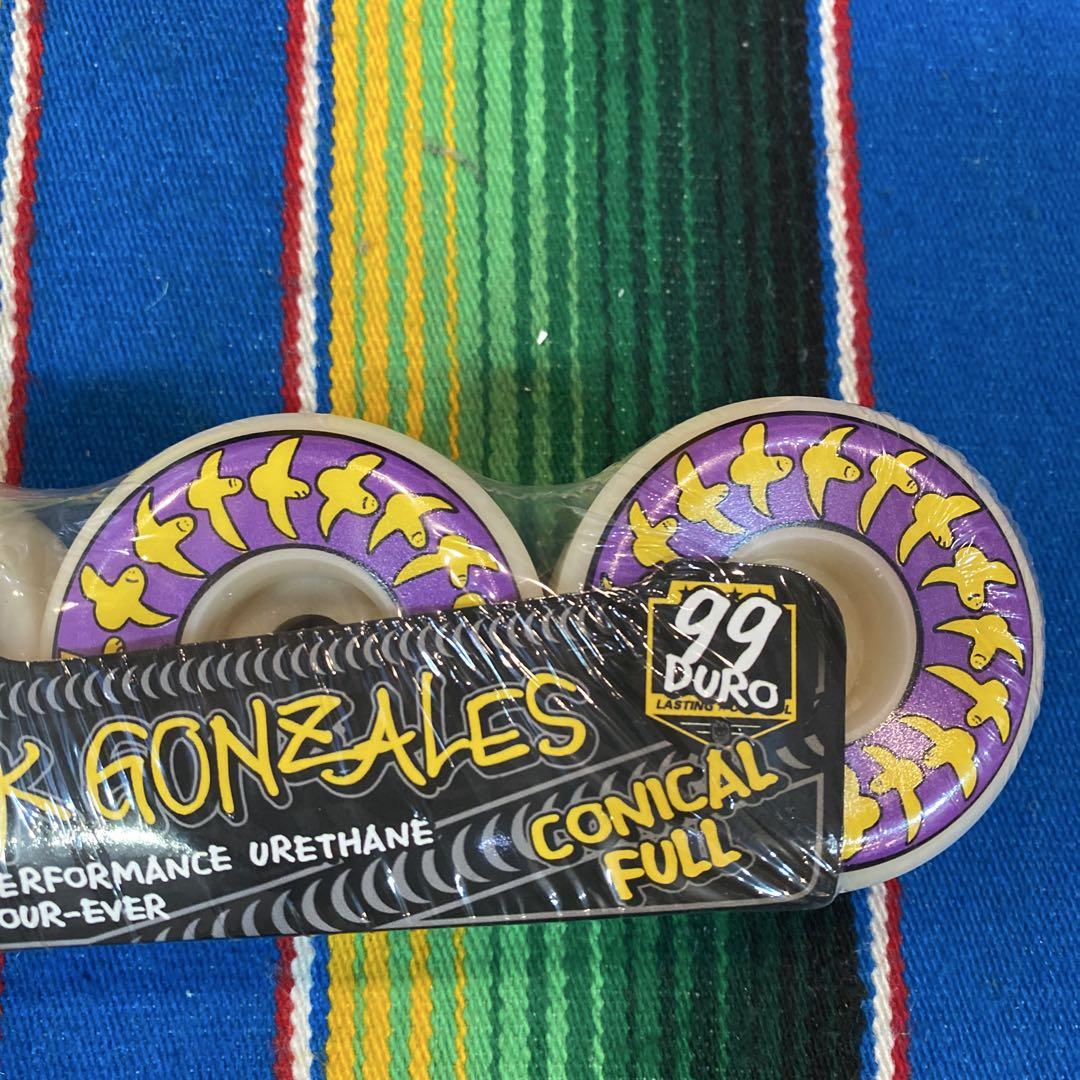 99
DURO
LASTING
K GONZALES
CONICAL
FULL
ERFORMANCE URETHANE
OUR-EVER